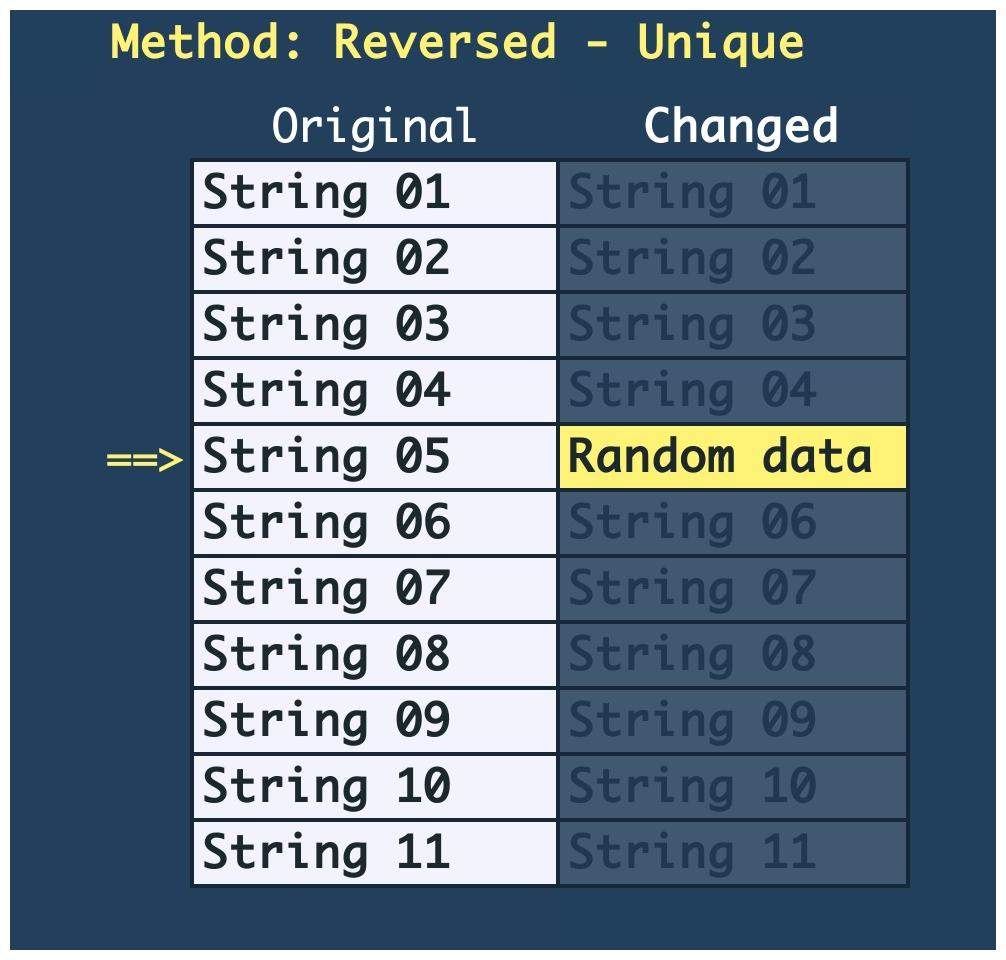 Method: Reversed - Unique
Original Changed
String 01 String 01
String 02 String 02
String 03 String 03
String 04 String 04
==> String 05 Random data
String 06 String 06
String 07 String 07
String 08 String 08
String 09 String 09
String 10 String 10
String 11 String 11